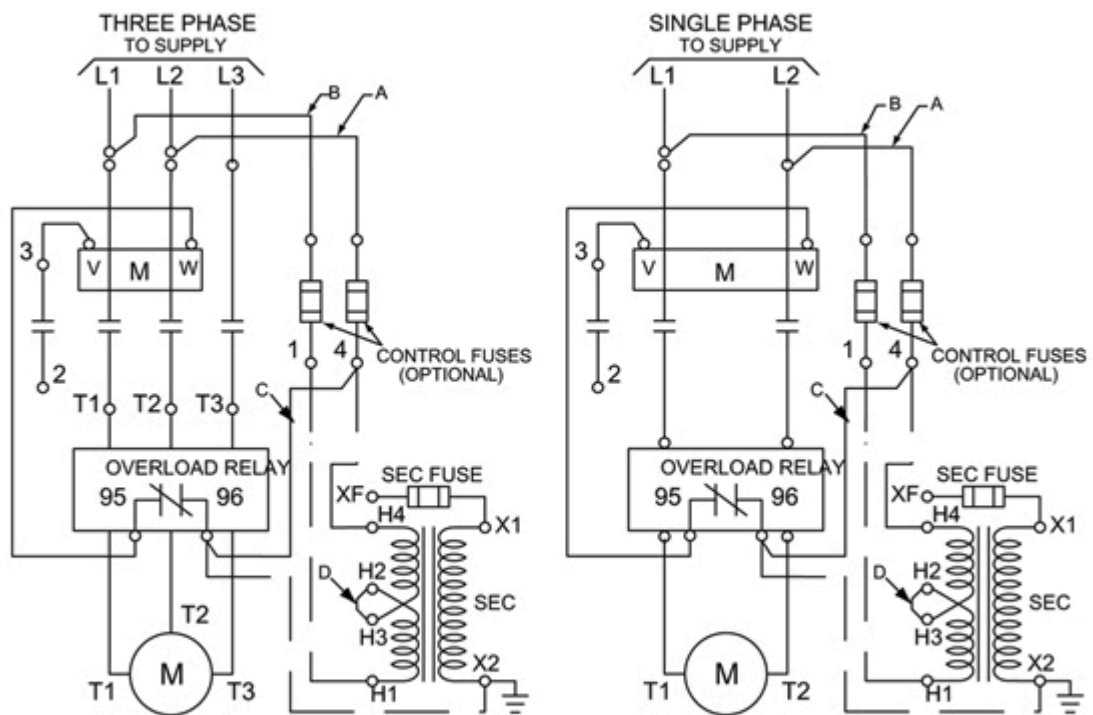 THREE PHASE
TO SUPPLY
L1 L2 L3
B
A
3
V M W
2
1 4
CONTROL FUSES
(OPTIONAL)
T1 T2 T3
C
OVERLOAD RELAY
95 96
SEC FUSE
XF
H4
X1
D
H2
H3
SEC
T2
M
T1 T3
H1
X2
SINGLE PHASE
TO SUPPLY
L1 L2
B
A
3
V M W
2
1 4
CONTROL FUSES
(OPTIONAL)
C
OVERLOAD RELAY
95 96
SEC FUSE
XF
H4
X1
D
H2
H3
SEC
M
T1 T2
H1
X2